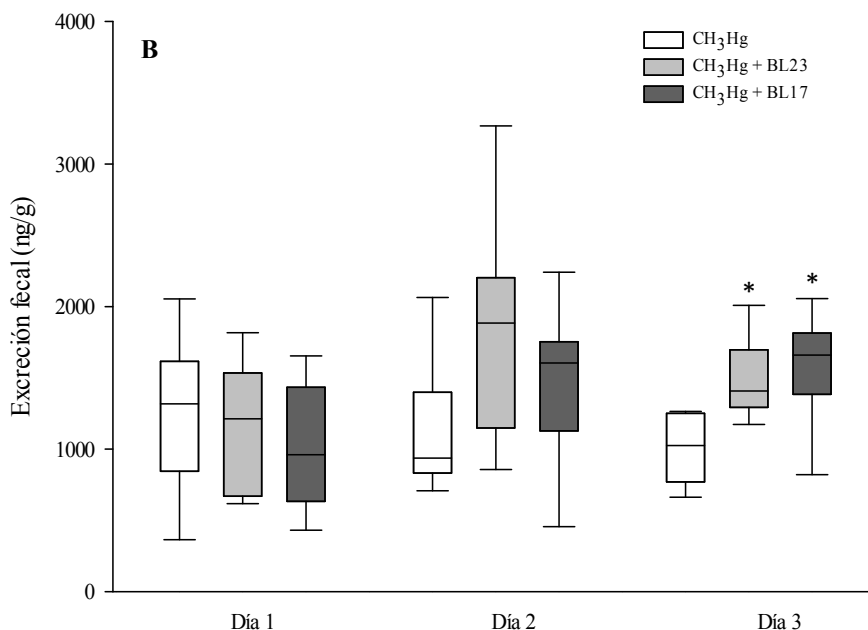 B
CH3Hg
CH3Hg + BL23
CH3Hg + BL17
Excreción fecal (ng/g)
4000
3000
2000
1000
0
*
*
Día 1
Día 2
Día 3